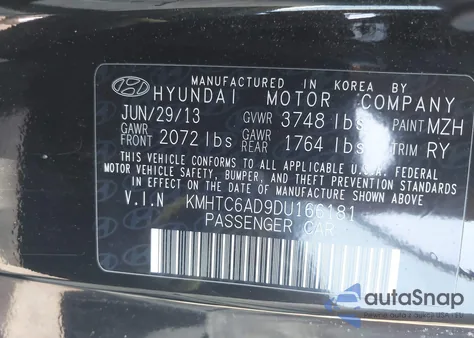 MANUFACTURED IN KOREA BY
HYUNDAI MOTOR COMPANY
JUN/29/13 GVWR 3748 lbs PAINT MZH
GAWR FRONT 2072 lbs GAWR REAR 1764 lbs TRIM RY
THIS VEHICLE CONFORMS TO ALL APPLICABLE U.S.A. FEDERAL
MOTOR VEHICLE SAFETY, BUMPER, AND THEFT PREVENTION STANDARDS
IN EFFECT ON THE DATE OF MANUFACTURE SHOWN ABOVE.
V.I.N KMHTC6AD9DU166181
PASSENGER CAR
autoSnap